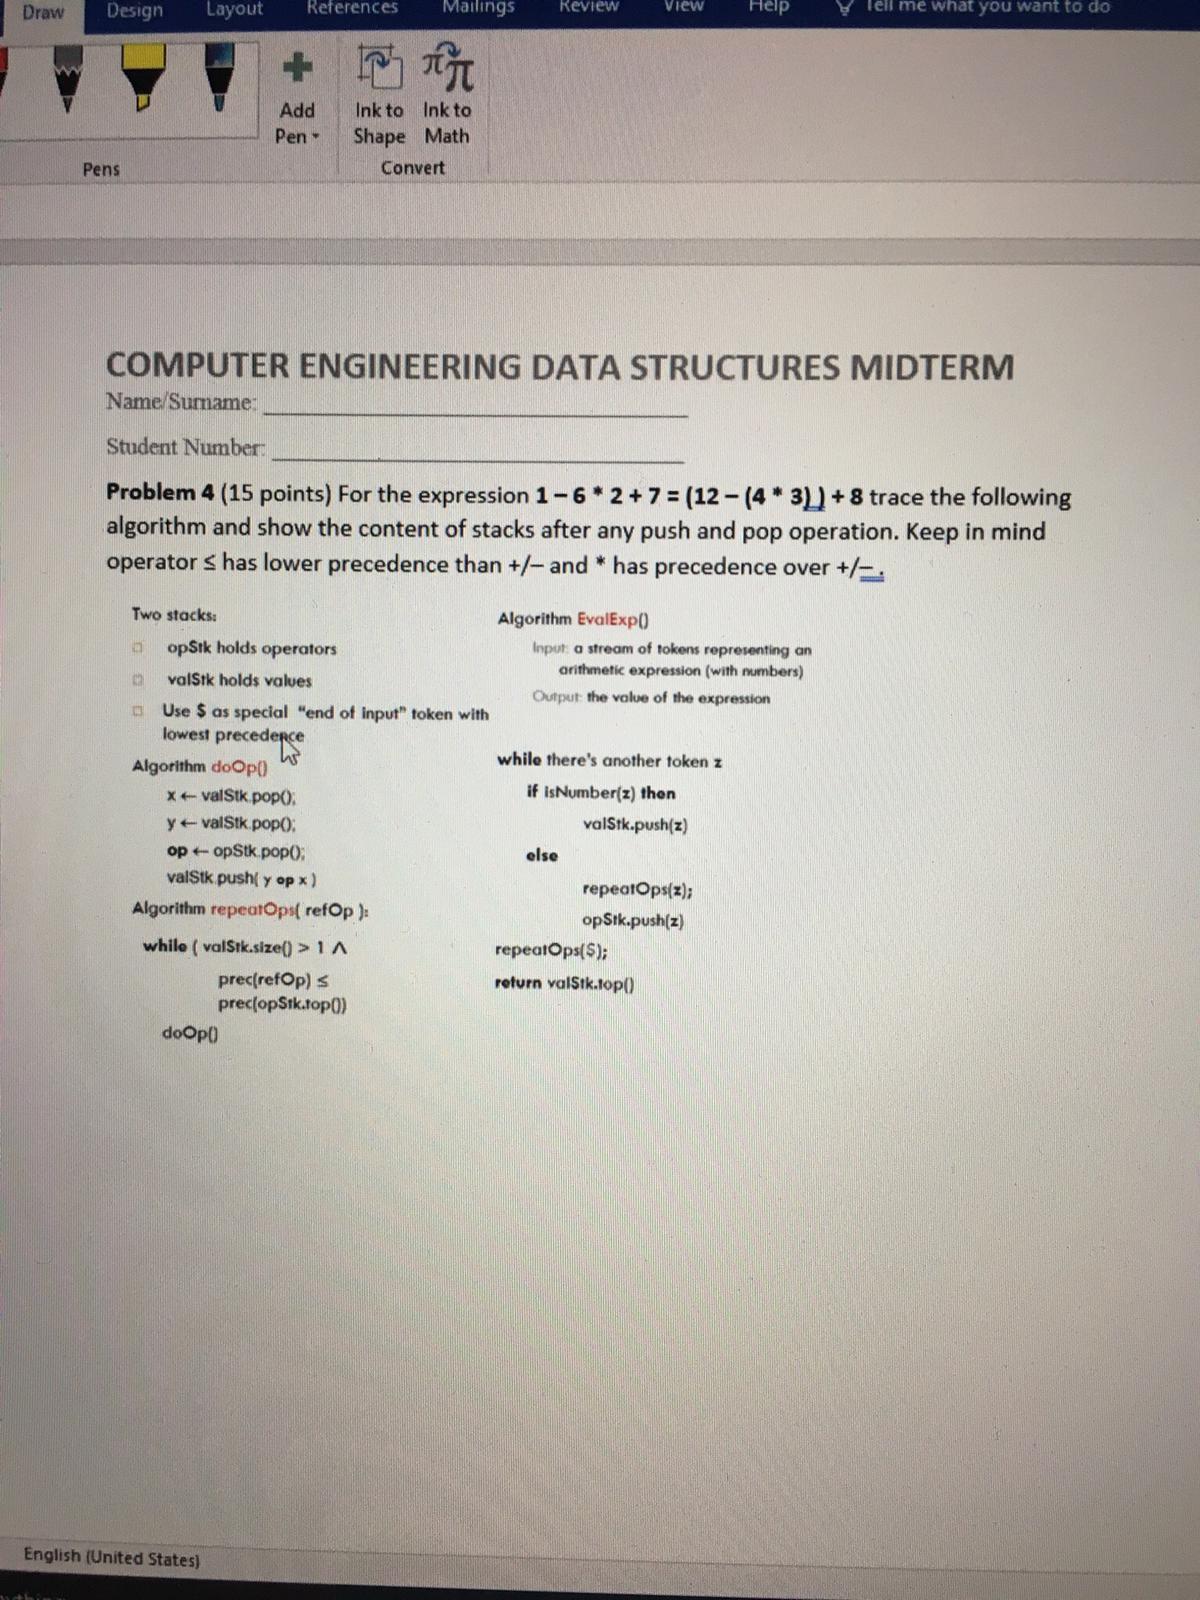 Draw Design Layout References Mailings Review View Help Tell me what you want to do
Add
Pen
Ink to
Shape
Ink to
Math
Pens
Convert
COMPUTER ENGINEERING DATA STRUCTURES MIDTERM
Name/Surname:
Student Number:
Problem 4 (15 points) For the expression 1 – 6 * 2 + 7 = (12 – (4 * 3) ) + 8 trace the following
algorithm and show the content of stacks after any push and pop operation. Keep in mind
operator ≤ has lower precedence than +/– and * has precedence over +/– .
Two stacks:
opStk holds operators
valStk holds values
Use $ as special "end of input" token with
lowest precedence
Algorithm doOp()
x ← valStk.pop();
y ← valStk.pop();
op ← opStk.pop();
valStk.push( y op x )
Algorithm repeatOps( refOp ):
while ( valStk.size() > 1 ∧
prec(refOp) ≤
prec(opStk.top())
doOp()
Algorithm EvalExp()
Input: a stream of tokens representing an
arithmetic expression (with numbers)
Output: the value of the expression
while there's another token z
if isNumber(z) then
valStk.push(z)
else
repeatOps(z);
opStk.push(z)
repeatOps($);
return valStk.top()
English (United States)